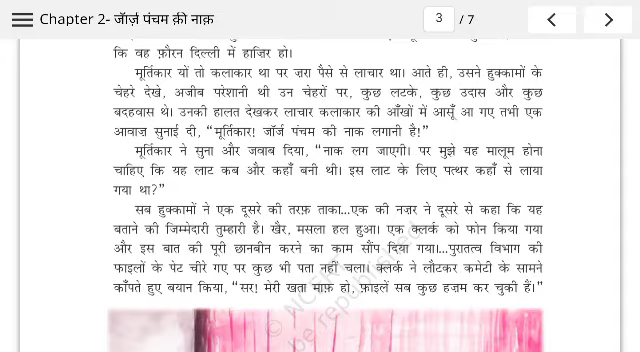 Chapter 2- जॉर्ज़ पंचम क़ी नाक़
3 / 7
कि वह फ़ौरन दिल्ली में हाज़िर हो।
मूर्तिकार यों तो कलाकार था पर ज़रा पैसे से लाचार था। आते ही, उसने हुक्कामों के
चेहरे देखे, अजीब परेशानी थी उन चेहरों पर, कुछ लटके, कुछ उदास और कुछ
बदहवास थे। उनकी हालत देखकर लाचार कलाकार की आँखों में आसूँ आ गए तभी एक
आवाज़ सुनाई दी, “मूर्तिकार! जॉर्ज पंचम की नाक लगानी है!”
मूर्तिकार ने सुना और जवाब दिया, “नाक लग जाएगी। पर मुझे यह मालूम होना
चाहिए कि यह लाट कब और कहाँ बनी थी। इस लाट के लिए पत्थर कहाँ से लाया
गया था?”
सब हुक्कामों ने एक दूसरे की तरफ़ ताका...एक की नज़र ने दूसरे से कहा कि यह
बताने की जिम्मेदारी तुम्हारी है। खैर, मसला हल हुआ। एक क्लर्क को फोन किया गया
और इस बात की पूरी छानबीन करने का काम सौंप दिया गया।...पुरातत्व विभाग की
फाइलों के पेट चीरे गए पर कुछ भी पता नहीं चला। क्लर्क ने लौटकर कमेटी के सामने
काँपते हुए बयान किया, “सर! मेरी खता माफ़ हो, फ़ाइलें सब कुछ हज़म कर चुकी हैं।”
© NCERT
be republished